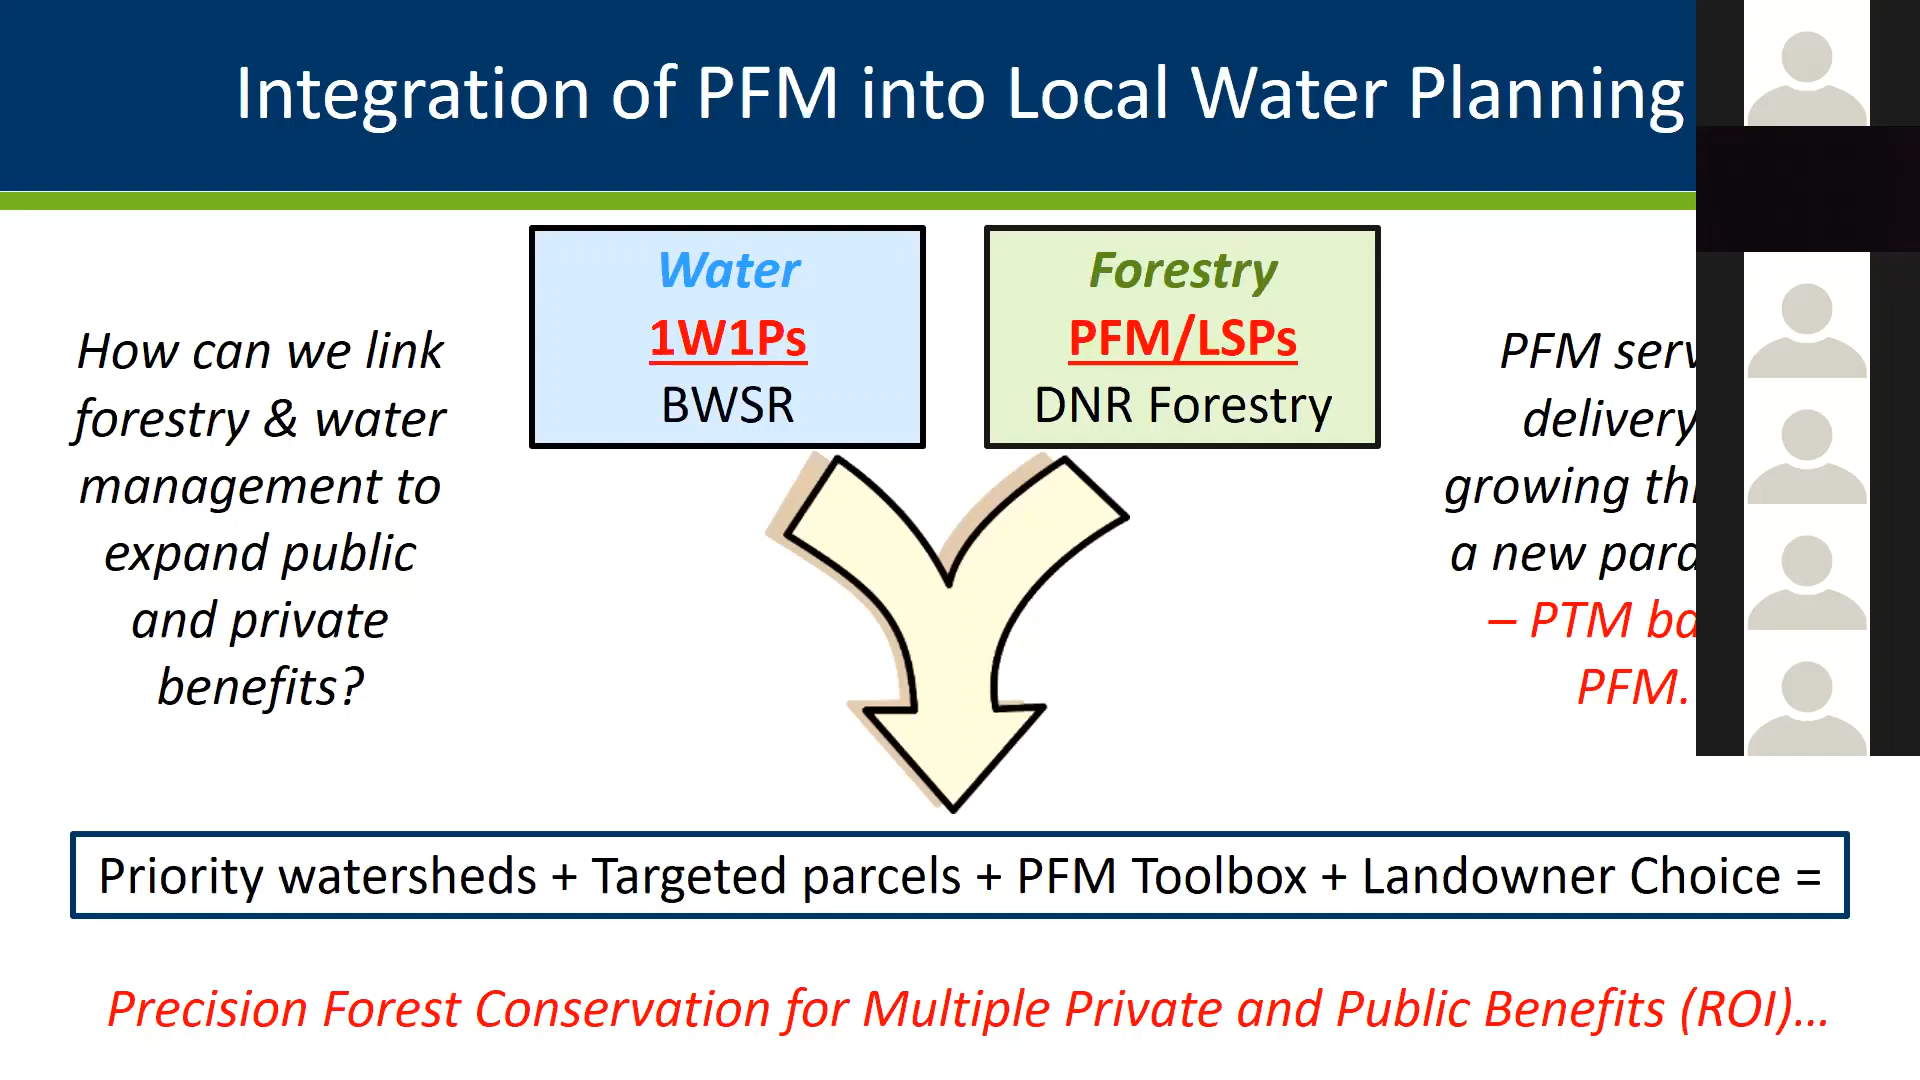 Integration of PFM into Local Water Planning
Water
1W1Ps
BWSR
Forestry
PFM/LSPs
DNR Forestry
How can we link
forestry & water
management to
expand public
and private
benefits?
PFM
delivery
growing
a new
– PTM
PFM.
Priority watersheds + Targeted parcels + PFM Toolbox + Landowner Choice =
Precision Forest Conservation for Multiple Private and Public Benefits (ROI)...